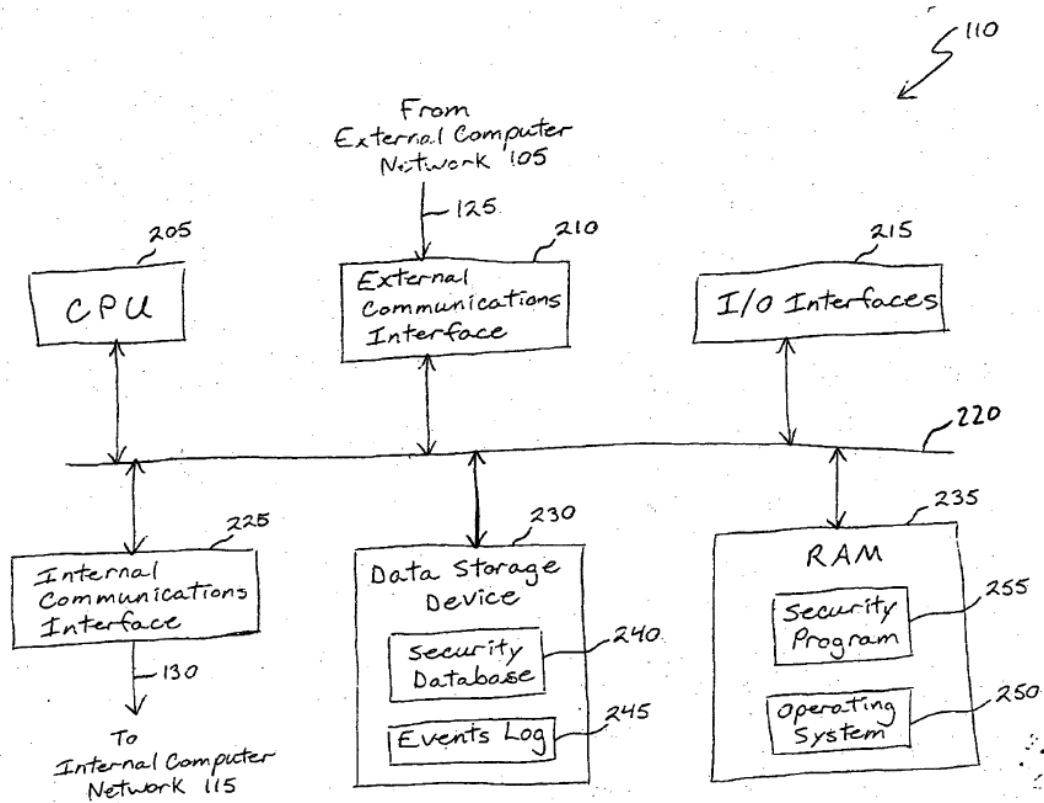 110
From
External Computer
Network 105
125
205
CPU
210
External
Communications
Interface
215
I/O Interfaces
220
225
Internal
Communications
Interface
130
To
Internal Computer
Network 115
230
Data Storage
Device
240
Security
Database
245
Events Log
235
RAM
255
Security
Program
250
Operating
System